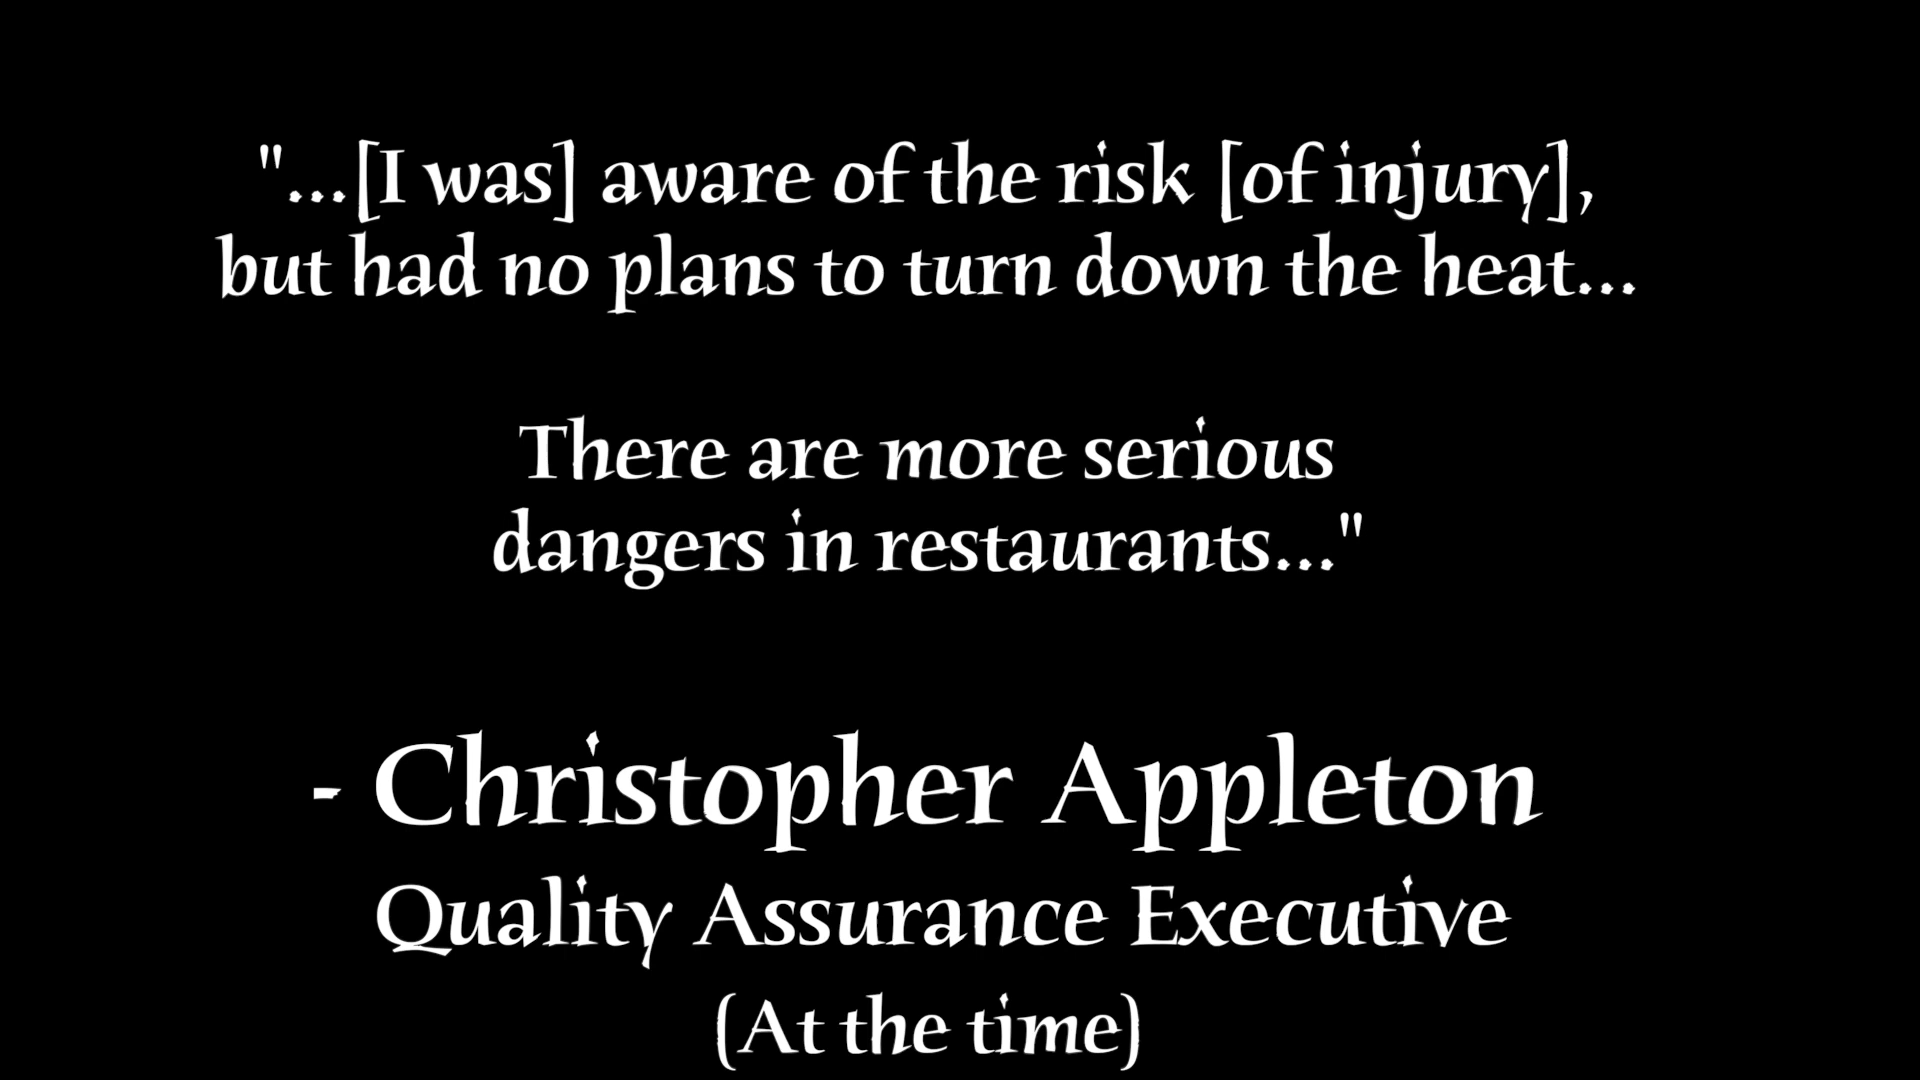 "...[I was] aware of the risk [of injury],
but had no plans to turn down the heat...
There are more serious
dangers in restaurants..."
- Christopher Appleton
Quality Assurance Executive
(At the time)